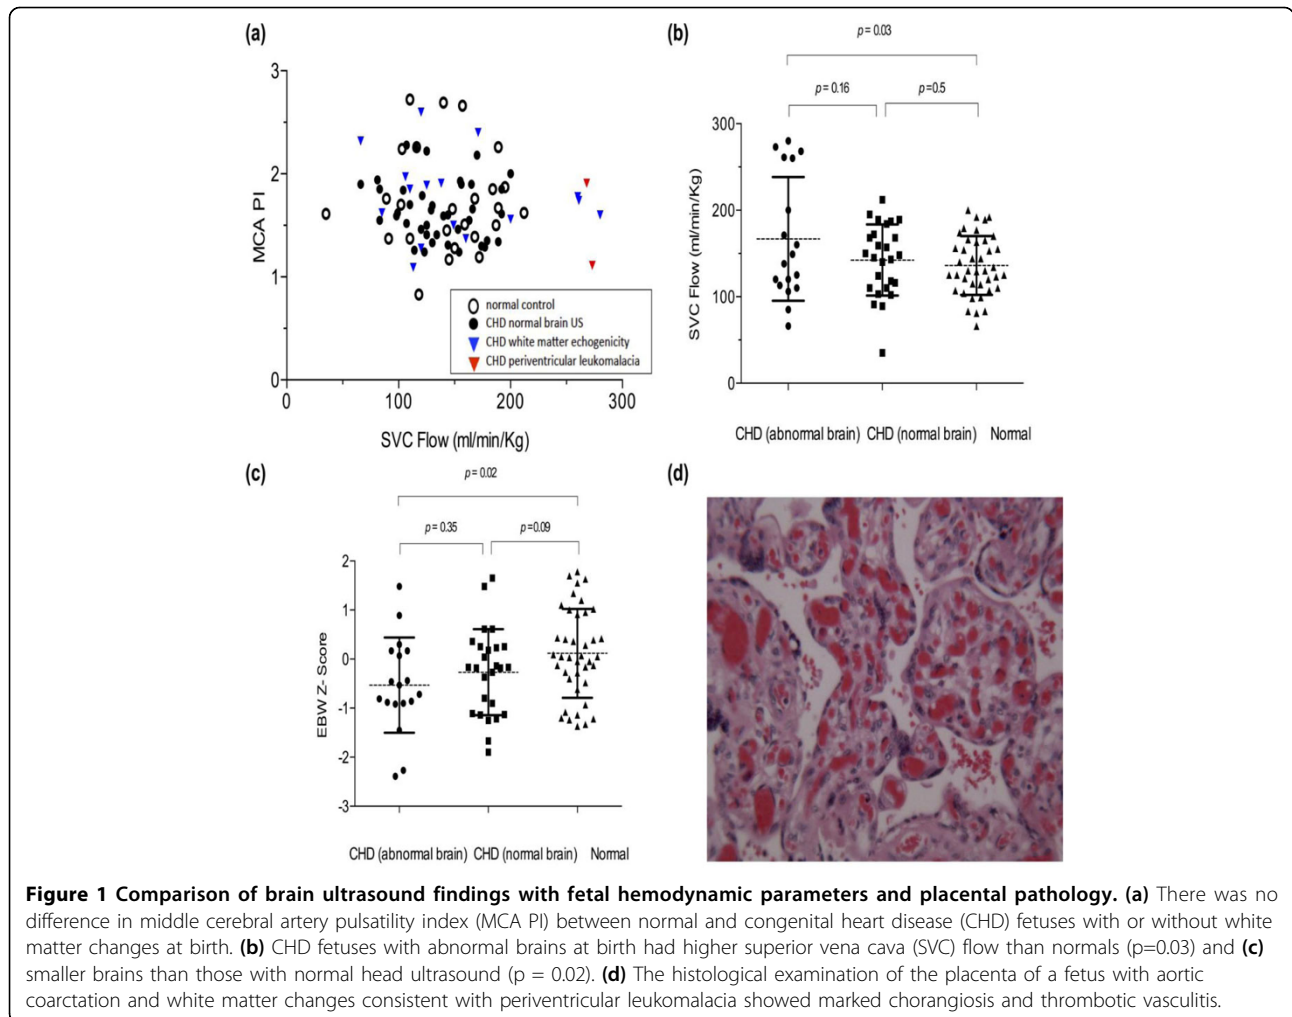 (a)
MCA PI
3
2
1
0
0 100 200 300
SVC Flow (ml/min/Kg)
normal control
CHD normal brain US
CHD white matter echogenicity
CHD periventricular leukomalacia
(b)
p = 0.03
p = 0.16 p =0.5
SVC Flow (ml/min/Kg)
300
200
100
0
CHD (abnormal brain) CHD (normal brain) Normal
(c)
p = 0.02
p = 0.35 p =0.09
EBW Z- Score
2
1
0
-1
-2
-3
CHD (abnormal brain) CHD (normal brain) Normal
(d)
Figure 1 Comparison of brain ultrasound findings with fetal hemodynamic parameters and placental pathology. (a) There was no
difference in middle cerebral artery pulsatility index (MCA PI) between normal and congenital heart disease (CHD) fetuses with or without white
matter changes at birth. (b) CHD fetuses with abnormal brains at birth had higher superior vena cava (SVC) flow than normals (p=0.03) and (c)
smaller brains than those with normal head ultrasound (p = 0.02). (d) The histological examination of the placenta of a fetus with aortic
coarctation and white matter changes consistent with periventricular leukomalacia showed marked chorangiosis and thrombotic vasculitis.